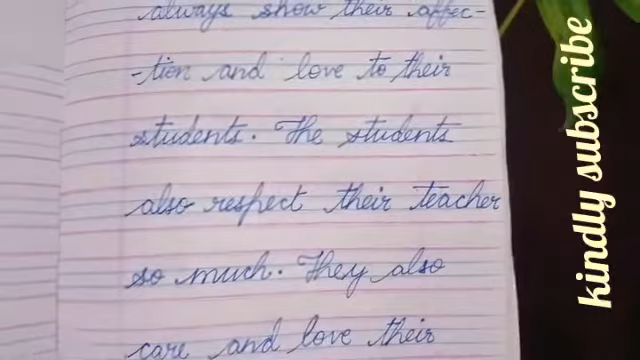 always show their affec-
-tion and love to their
students. The students
also respect their teacher
so much. They also
care and love their
kindly subscribe